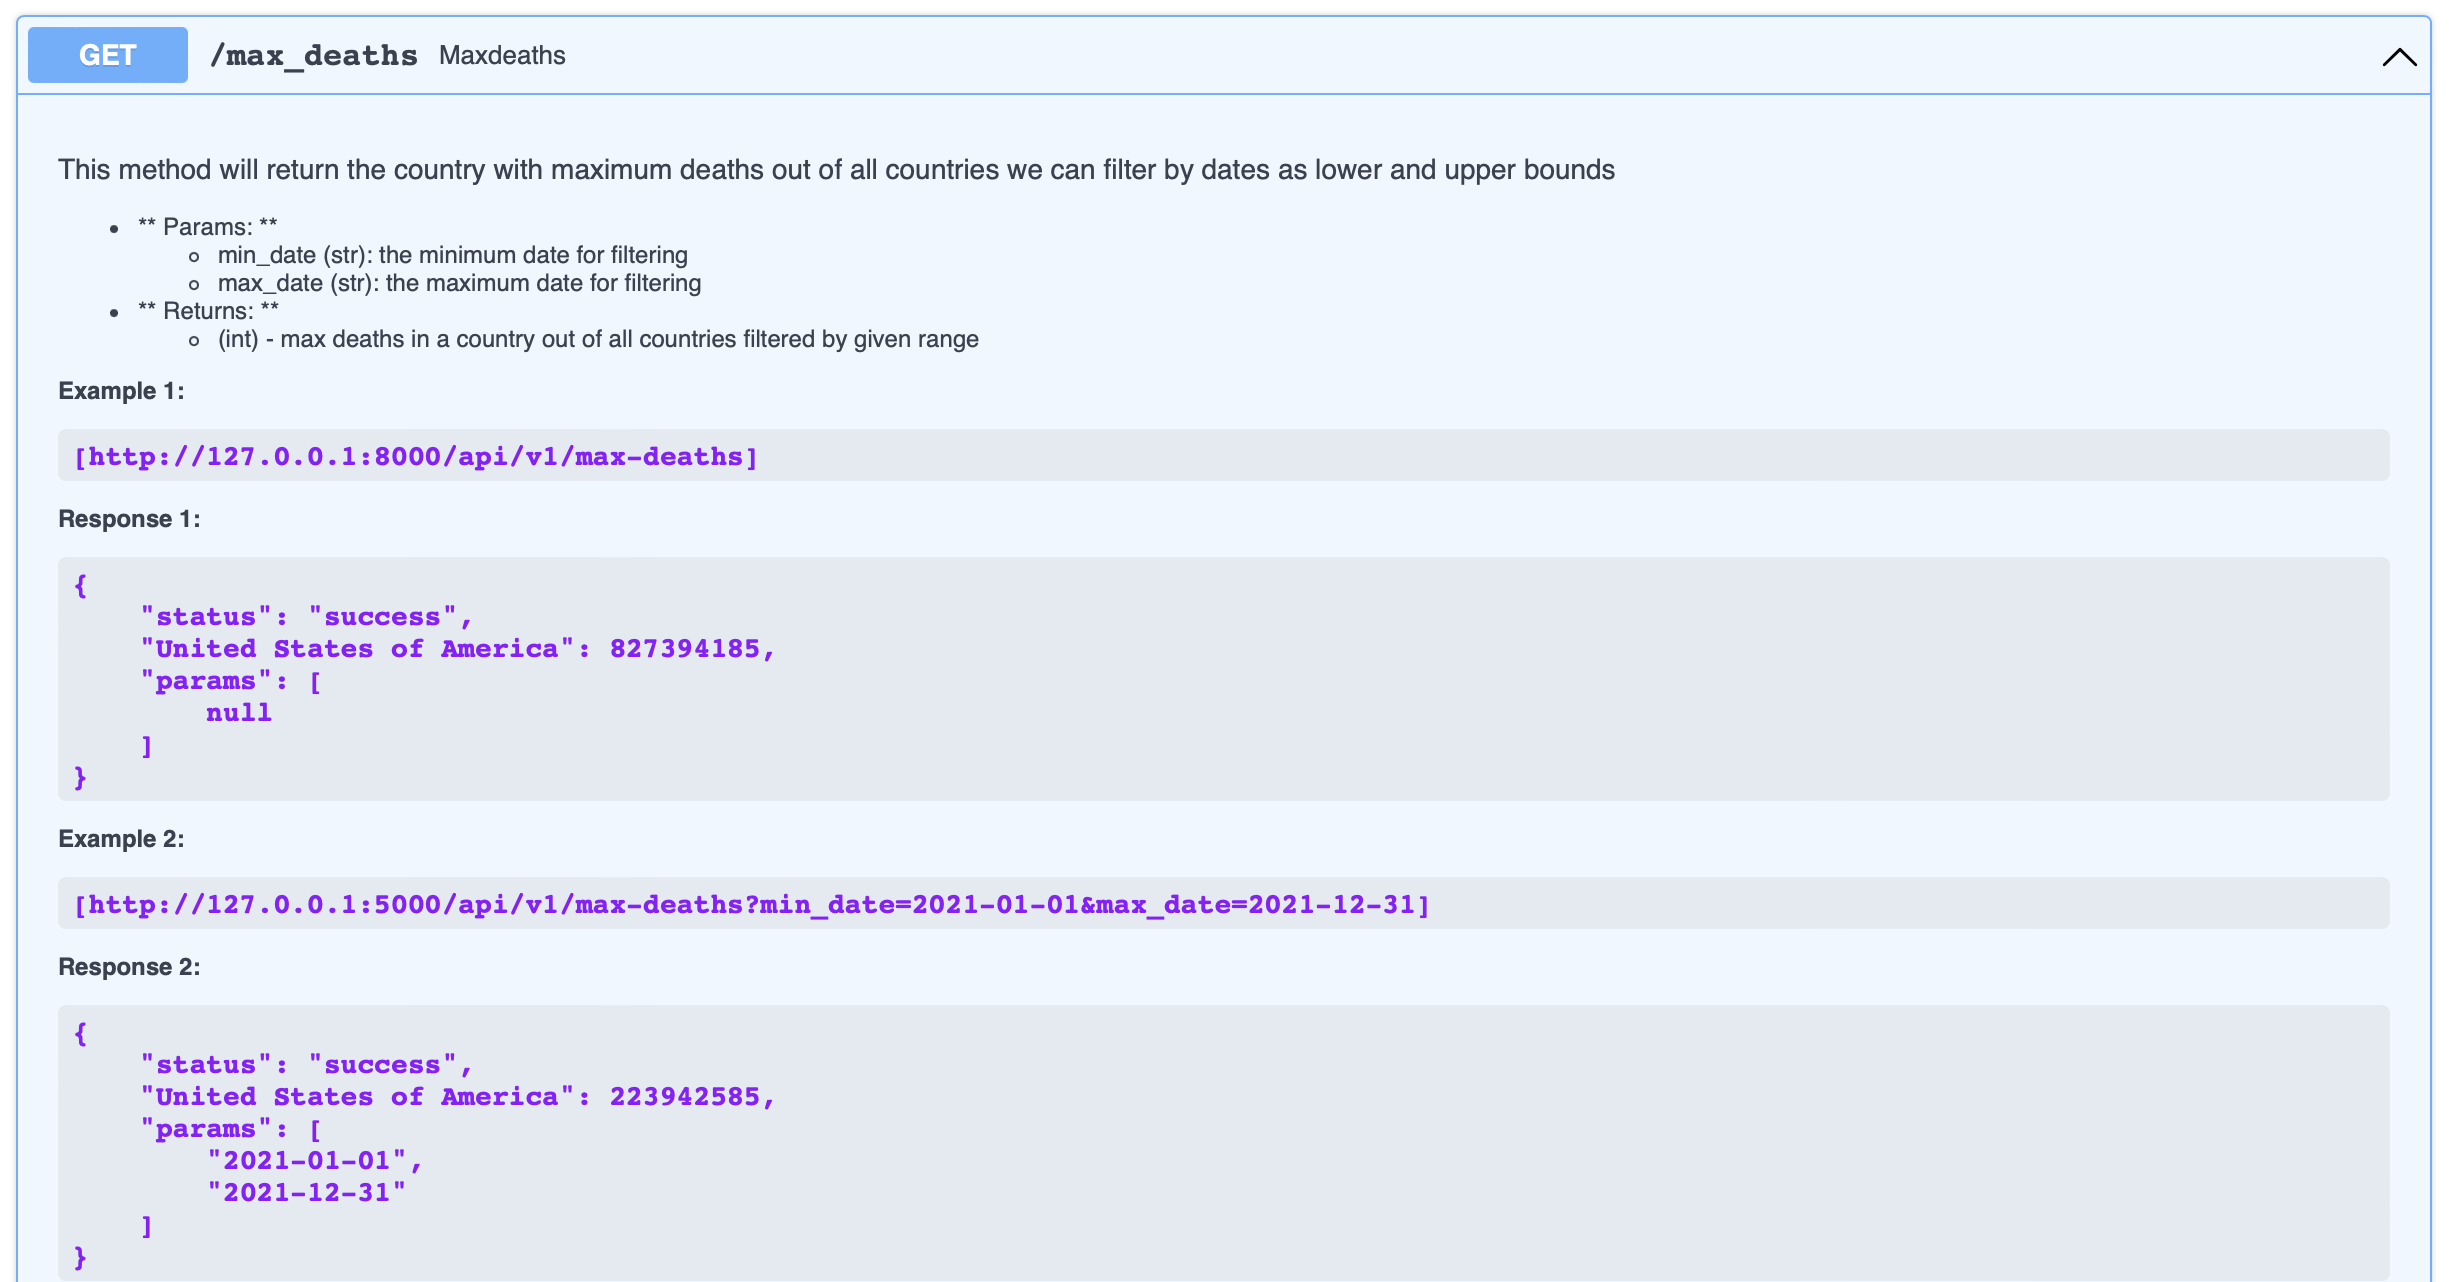 GET /max_deaths Maxdeaths
This method will return the country with maximum deaths out of all countries we can filter by dates as lower and upper bounds
** Params: **
min_date (str): the minimum date for filtering
max_date (str): the maximum date for filtering
** Returns: **
(int) - max deaths in a country out of all countries filtered by given range
Example 1:
[http://127.0.0.1:8000/api/v1/max-deaths]
Response 1:
{
"status": "success",
"United States of America": 827394185,
"params": [
null
]
}
Example 2:
[http://127.0.0.1:5000/api/v1/max-deaths?min_date=2021-01-01&max_date=2021-12-31]
Response 2:
{
"status": "success",
"United States of America": 223942585,
"params": [
"2021-01-01",
"2021-12-31"
]
}